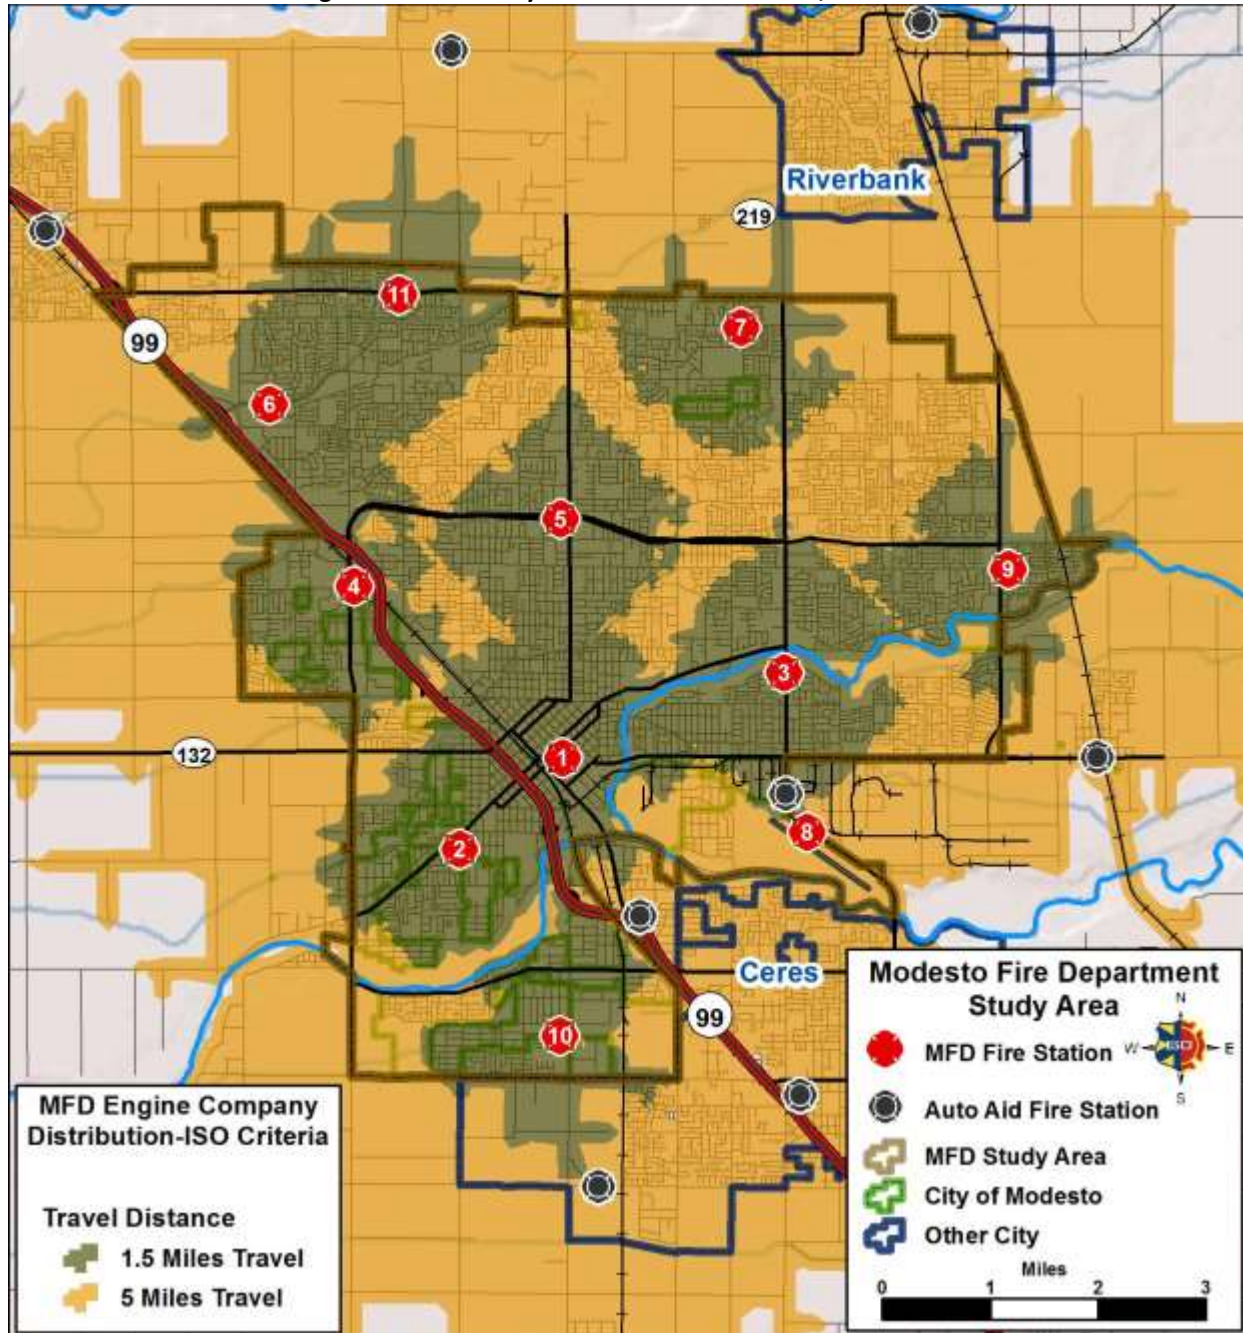 Riverbank
219
11
7
99
6
5
4
9
3
132
1
2
8
Ceres
99
10
MFD Engine Company
Distribution-ISO Criteria
Travel Distance
1.5 Miles Travel
5 Miles Travel
Modesto Fire Department
Study Area
N
W
E
S
MFD Fire Station
Auto Aid Fire Station
MFD Study Area
City of Modesto
Other City
Miles
0 1 2 3